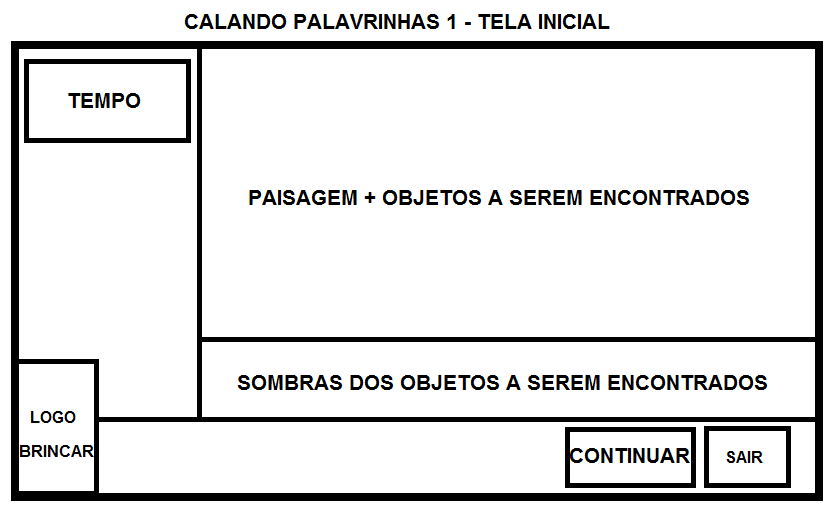 CALANDO PALAVRINHAS 1 - TELA INICIAL
TEMPO
PAISAGEM + OBJETOS A SEREM ENCONTRADOS
SOMBRAS DOS OBJETOS A SEREM ENCONTRADOS
LOGO
BRINCAR
CONTINUAR
SAIR